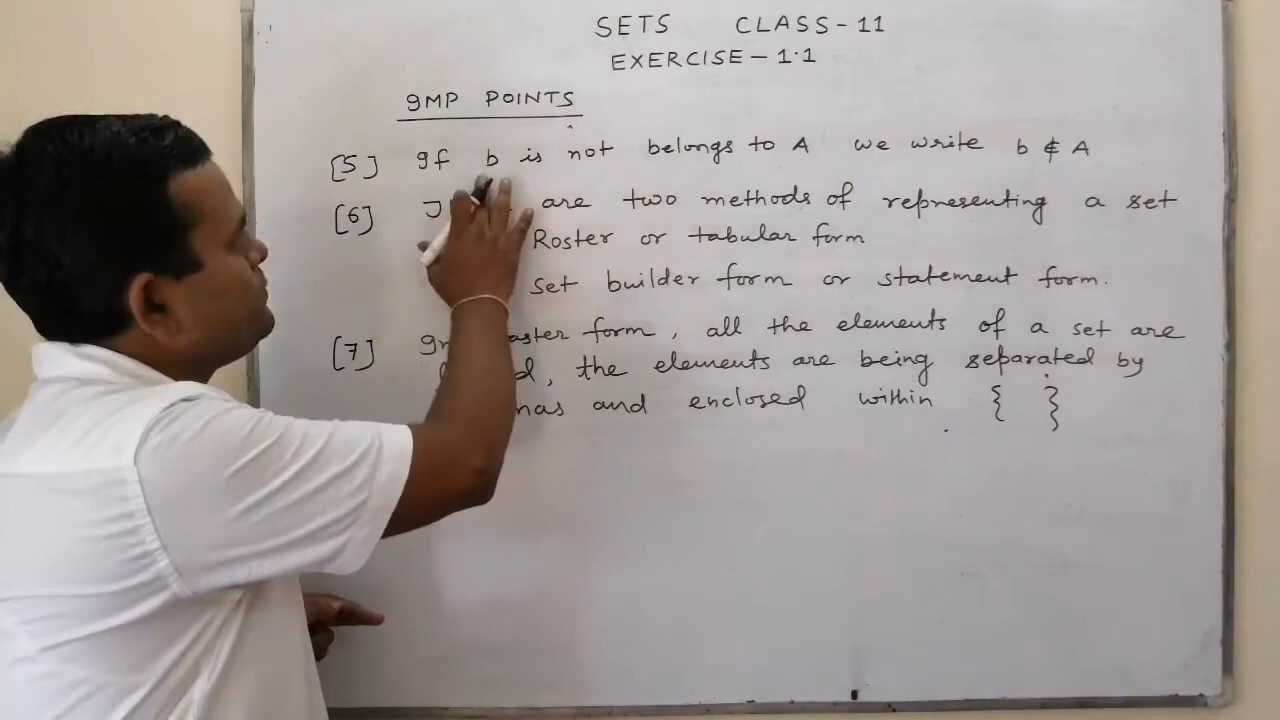 SETS CLASS-11
EXERCISE-1.1
IMP POINTS
[5] If b is not belongs to A we write b ∉ A
[6] are two methods of representing a set
Roster or tabular form
Set builder form or statement form.
[7] form, all the elements of a set are
, the elements are being separated by
and enclosed within { }